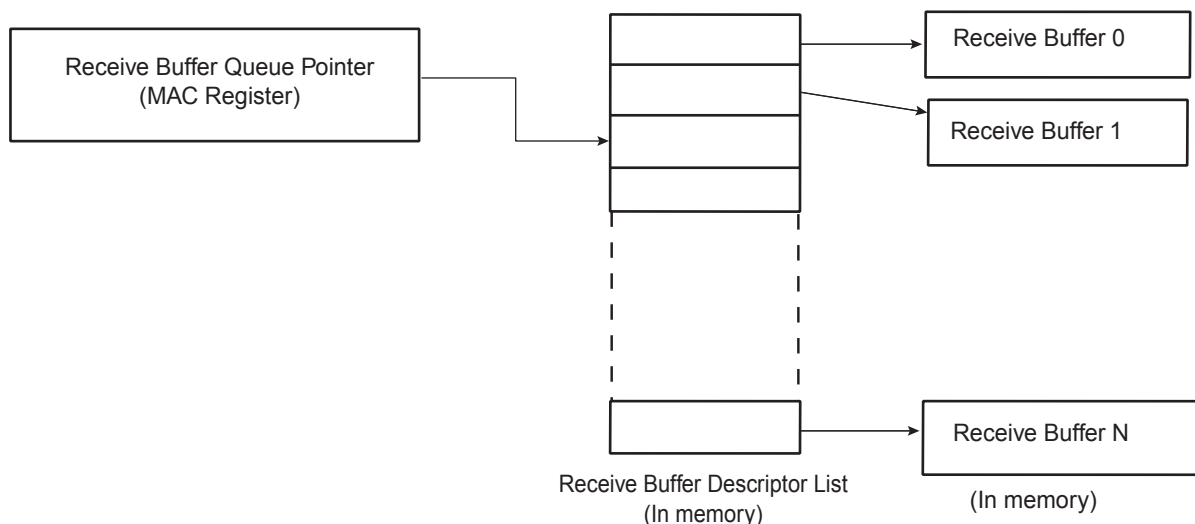 Receive Buffer Queue Pointer
(MAC Register)
Receive Buffer 0
Receive Buffer 1
Receive Buffer N
Receive Buffer Descriptor List
(In memory)
(In memory)